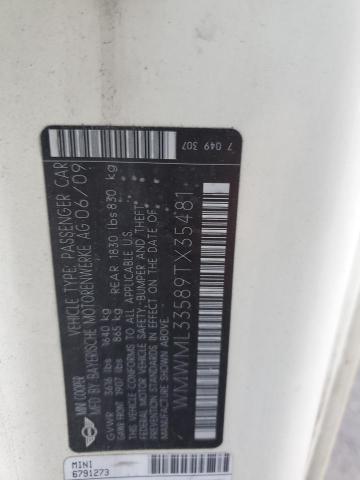 MINI COOPER
VEHICLE TYPE: PASSENGER CAR
MFD BY BAYERISCHE MOTORENWERKE AG 06/09
GVWR 3616 lbs 1640 kg
GAWR FRONT 1907 lbs 865 kg REAR 1830 lbs 830 kg
THIS VEHICLE CONFORMS TO ALL APPLICABLE U.S.
FEDERAL MOTOR VEHICLE SAFETY-, BUMPER AND THEFT
PREVENTION STANDARDS IN EFFECT ON THE DATE OF
MANUFACTURE SHOWN ABOVE
WMWML33589TX35481
7 049 307
MINI
6791273